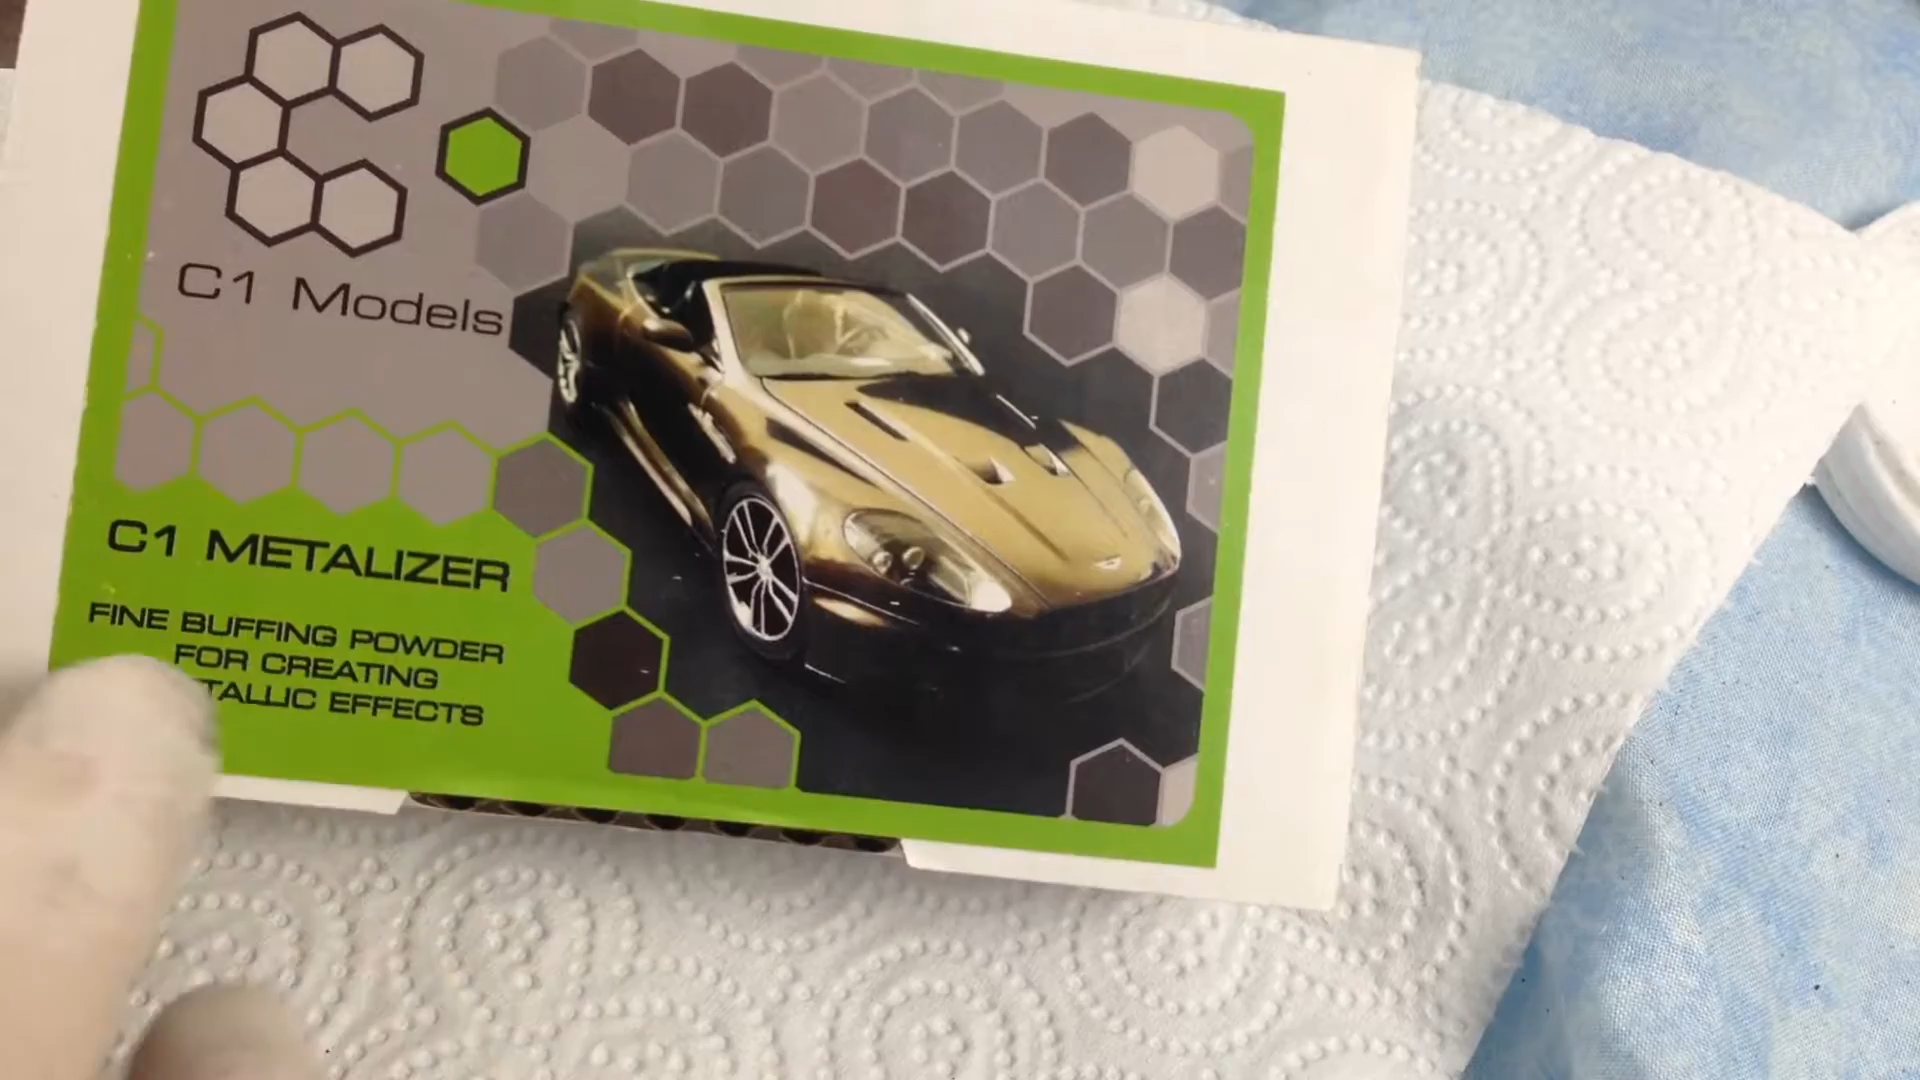 C1 Models
C1 METALIZER
FINE BUFFING POWDER
FOR CREATING
EFFECTS